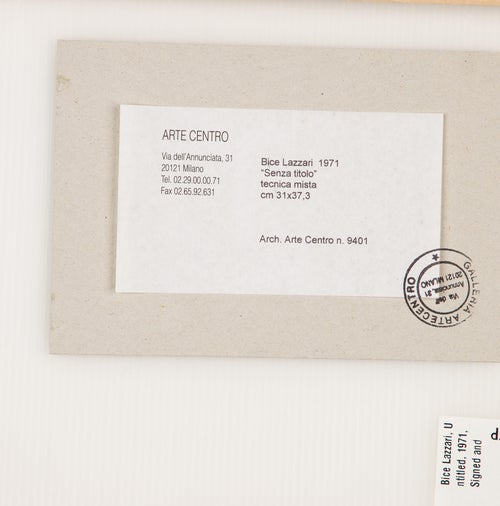 ARTE CENTRO
Via dell'Annunciata, 31
20121 Milano
Tel. 02.29.00.00.71
Fax 02.65.92.631
Bice Lazzari 1971
"Senza titolo"
tecnica mista
cm 31x37,3
Arch. Arte Centro n. 9401
GALLERIA ARTECENTRO
Via dell'
Annunciata, 31
20121 MILANO
Bice Lazzari, U
ntitled, 1971,
Signed and